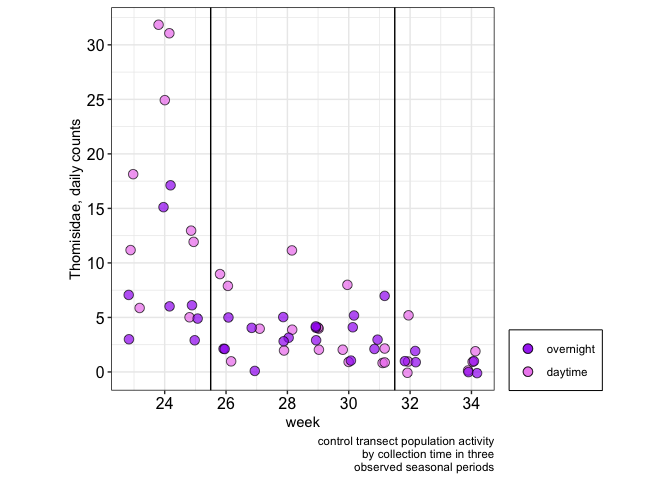 Thomisidae, daily counts
30
25
20
15
10
5
0
24 26 28 30 32 34
week
overnight
daytime
control transect population activity
by collection time in three
observed seasonal periods